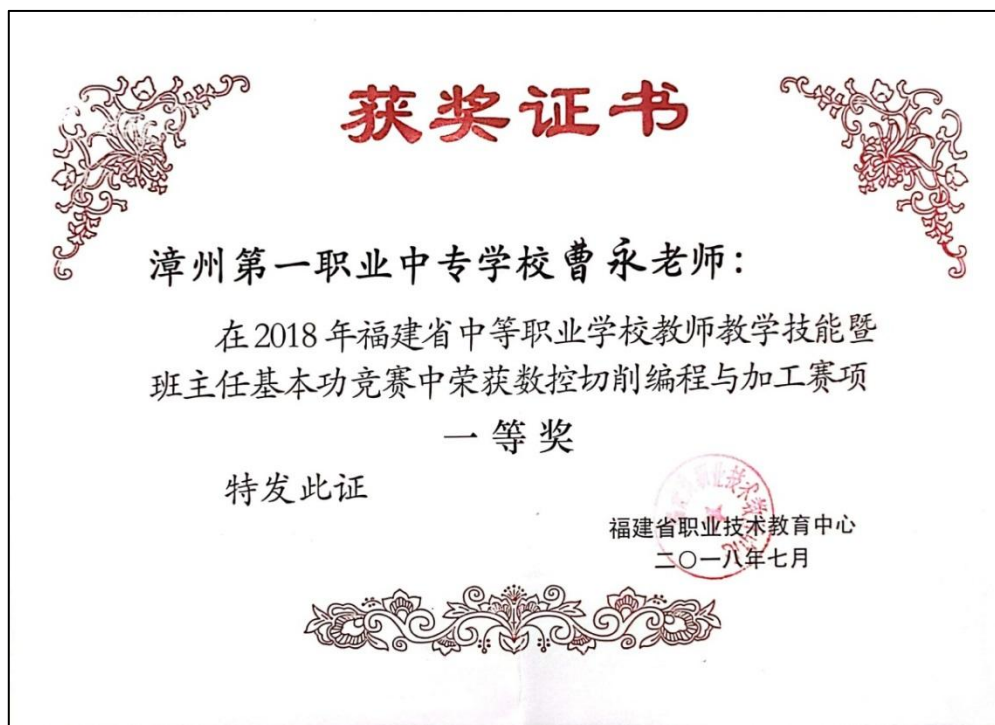 获奖证书
漳州第一职业中专学校曹永老师：
在2018年福建省中等职业学校教师教学技能暨
班主任基本功竞赛中荣获数控切削编程与加工赛项
一等奖
特发此证
福建省职业技术教育中心
二〇一八年七月